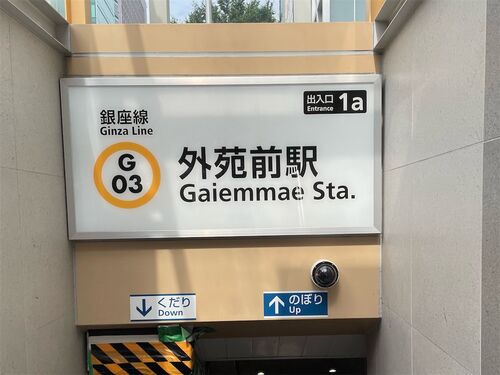 出入口
Entrance
1a
銀座線
Ginza Line
G
03
外苑前駅
Gaiemmae Sta.
くだり
Down
のぼり
Up